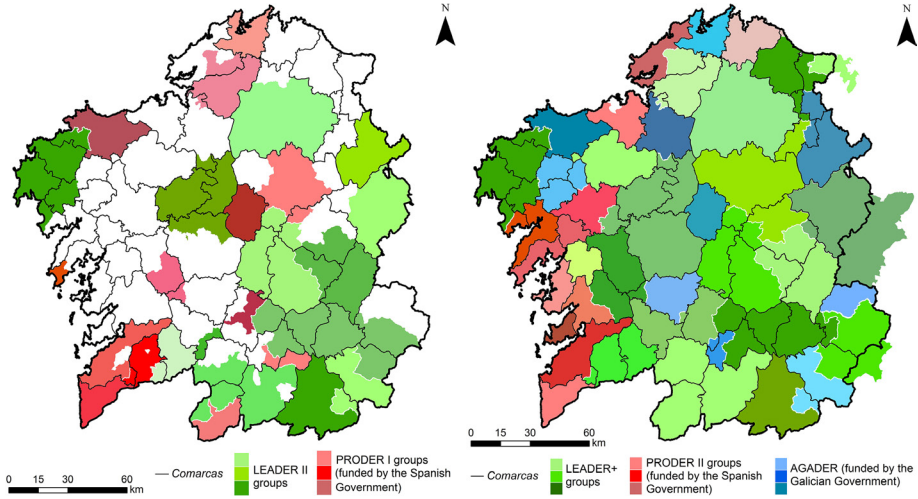 N
N
Comarcas
LEADER II
groups
PRODER I groups
(funded by the Spanish
Government)
0 15 30 60
km
0 15 30 60
km
Comarcas
LEADER+
groups
PRODER II groups
(funded by the Spanish
Government)
AGADER (funded by the
Galician Government)